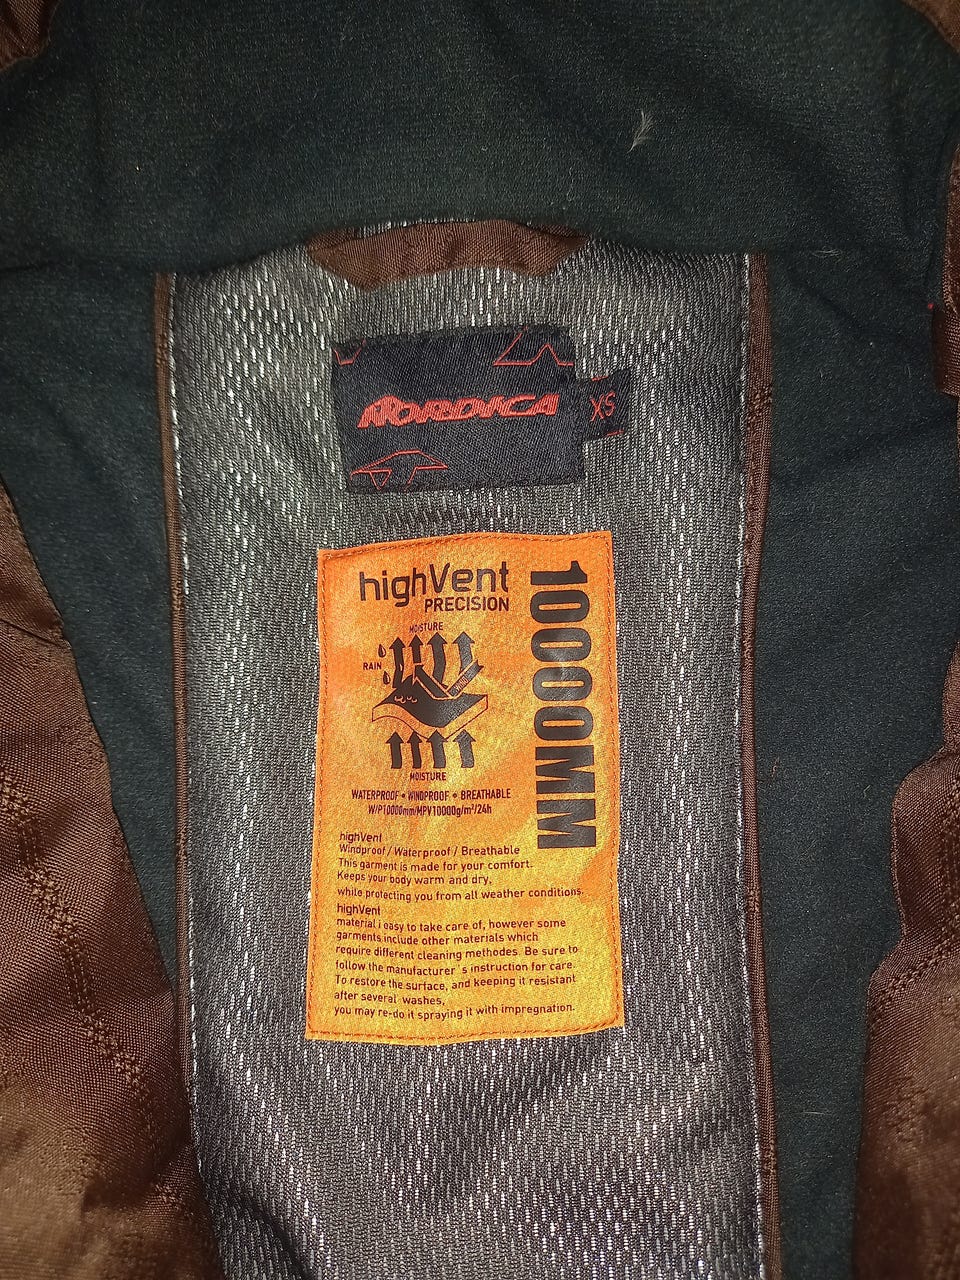 NORDICA
XS
highVent
PRECISION
10000MM
MOISTURE
RAIN
WIND
MOISTURE
WATERPROOF • WINDPROOF • BREATHABLE
W/P10000mm/MPV10000g/m²/24h
highVent
Windproof / Waterproof / Breathable
This garment is made for your comfort.
Keeps your body warm and dry,
while protecting you from all weather conditions.
highVent
material i easy to take care of, however some
garments include other materials which
require different cleaning methodes. Be sure to
follow the manufacturer's instruction for care.
To restore the surface, and keeping it resistant
after several washes,
you may re-do it spraying it with impregnation.